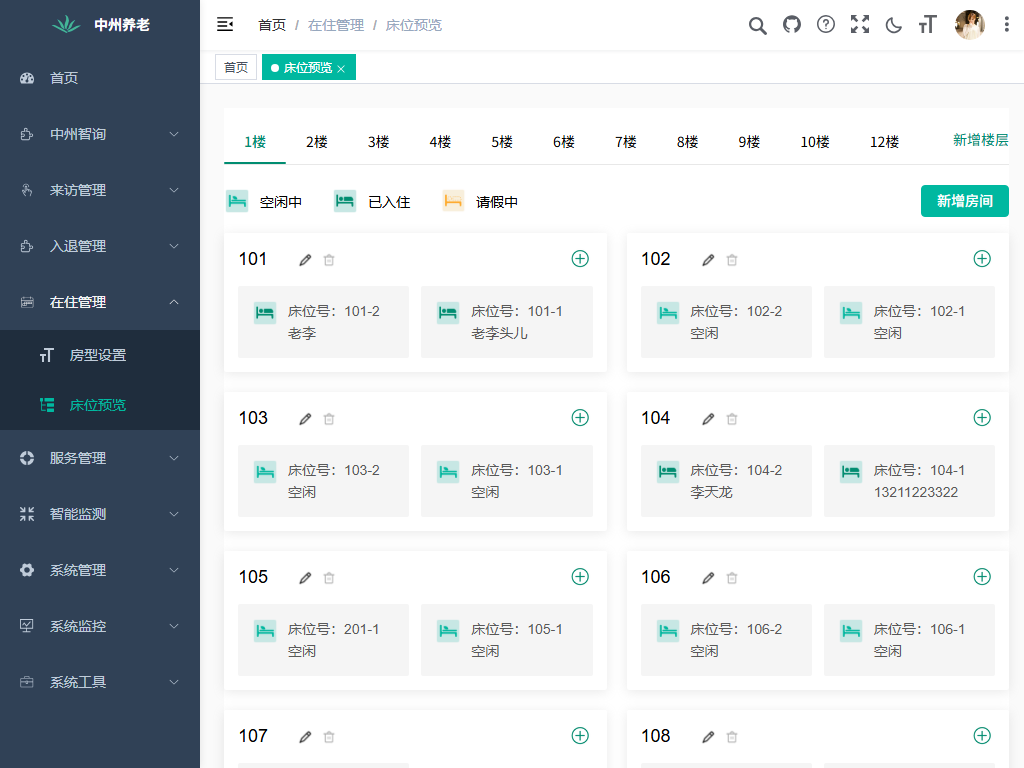 中州养老
首页
中州智询
来访管理
入退管理
在住管理
房型设置
床位预览
服务管理
智能监测
系统管理
系统监控
系统工具
首页 / 在住管理 / 床位预览
首页
床位预览
1楼 2楼 3楼 4楼 5楼 6楼 7楼 8楼 9楼 10楼 12楼 新增楼层
空闲中 已入住 请假中 新增房间
101
床位号：101-2
老李
床位号：101-1
老李头儿
102
床位号：102-2
空闲
床位号：102-1
空闲
103
床位号：103-2
空闲
床位号：103-1
空闲
104
床位号：104-2
李天龙
床位号：104-1
13211223322
105
床位号：201-1
空闲
床位号：105-1
空闲
106
床位号：106-2
空闲
床位号：106-1
空闲
107
108